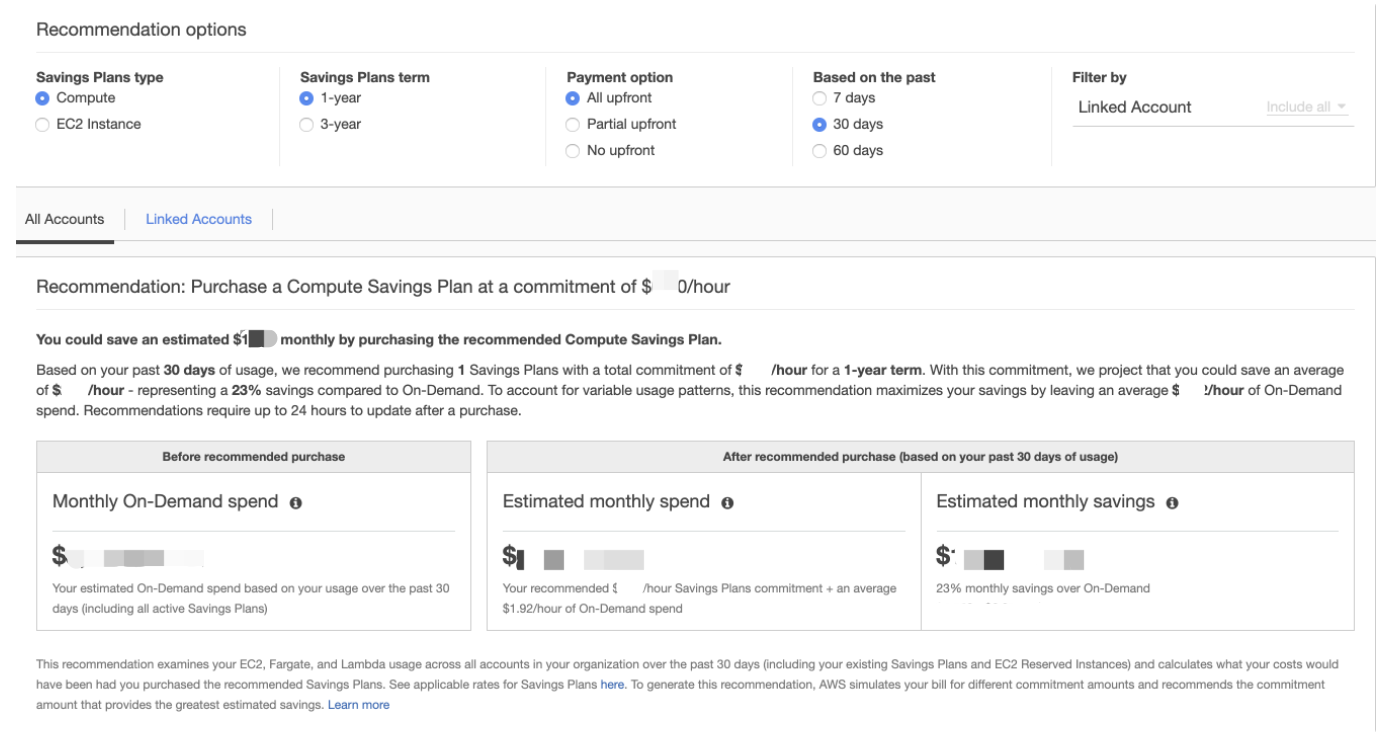 Recommendation options
Savings Plans type
Compute
EC2 Instance
Savings Plans term
1-year
3-year
Payment option
All upfront
Partial upfront
No upfront
Based on the past
7 days
30 days
60 days
Filter by
Linked Account Include all
All Accounts Linked Accounts
Recommendation: Purchase a Compute Savings Plan at a commitment of $ 0/hour
You could save an estimated $1 monthly by purchasing the recommended Compute Savings Plan.
Based on your past 30 days of usage, we recommend purchasing 1 Savings Plans with a total commitment of $ /hour for a 1-year term. With this commitment, we project that you could save an average
of $ /hour - representing a 23% savings compared to On-Demand. To account for variable usage patterns, this recommendation maximizes your savings by leaving an average $ /hour of On-Demand
spend. Recommendations require up to 24 hours to update after a purchase.
Before recommended purchase
Monthly On-Demand spend
$
Your estimated On-Demand spend based on your usage over the past 30
days (including all active Savings Plans)
After recommended purchase (based on your past 30 days of usage)
Estimated monthly spend
$
Your recommended $ /hour Savings Plans commitment + an average
$1.92/hour of On-Demand spend
Estimated monthly savings
$
23% monthly savings over On-Demand
This recommendation examines your EC2, Fargate, and Lambda usage across all accounts in your organization over the past 30 days (including your existing Savings Plans and EC2 Reserved Instances) and calculates what your costs would
have been had you purchased the recommended Savings Plans. See applicable rates for Savings Plans here. To generate this recommendation, AWS simulates your bill for different commitment amounts and recommends the commitment
amount that provides the greatest estimated savings. Learn more